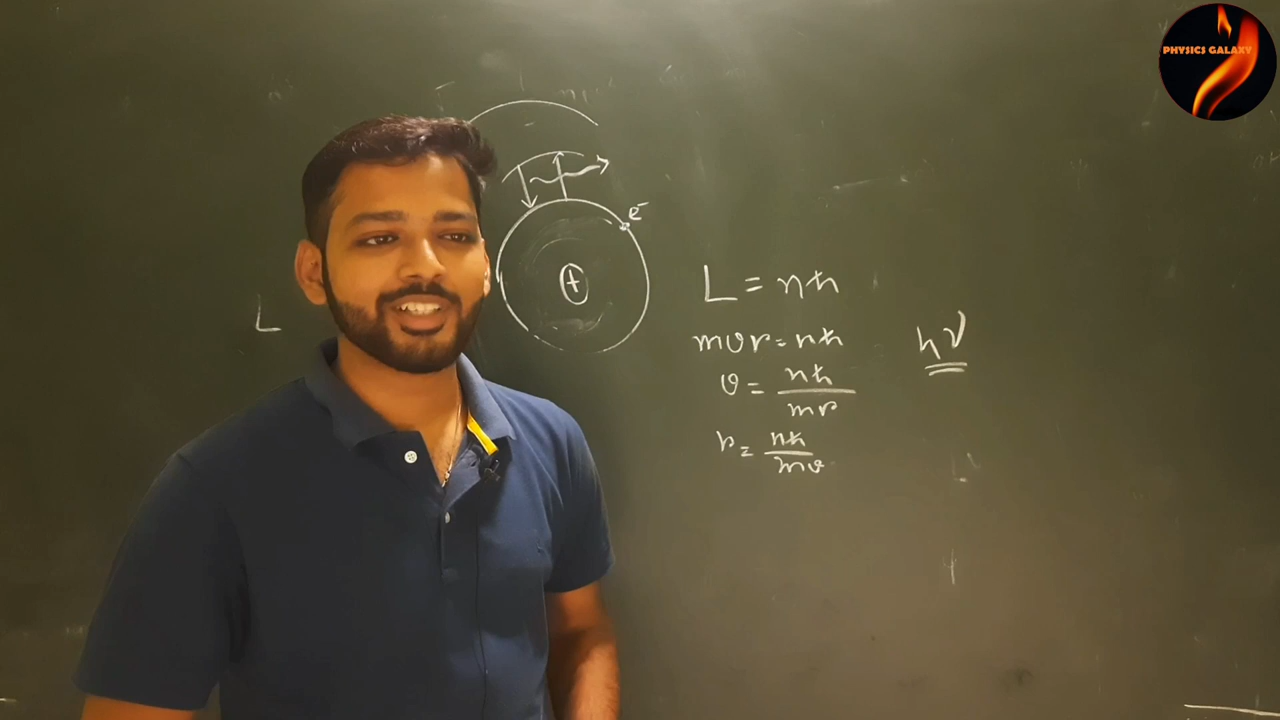 PHYSICS GALAXY
e⁻
+
L
L = nħ
mvr = nħ
v = nħ/mr
r = nħ/mv
hν